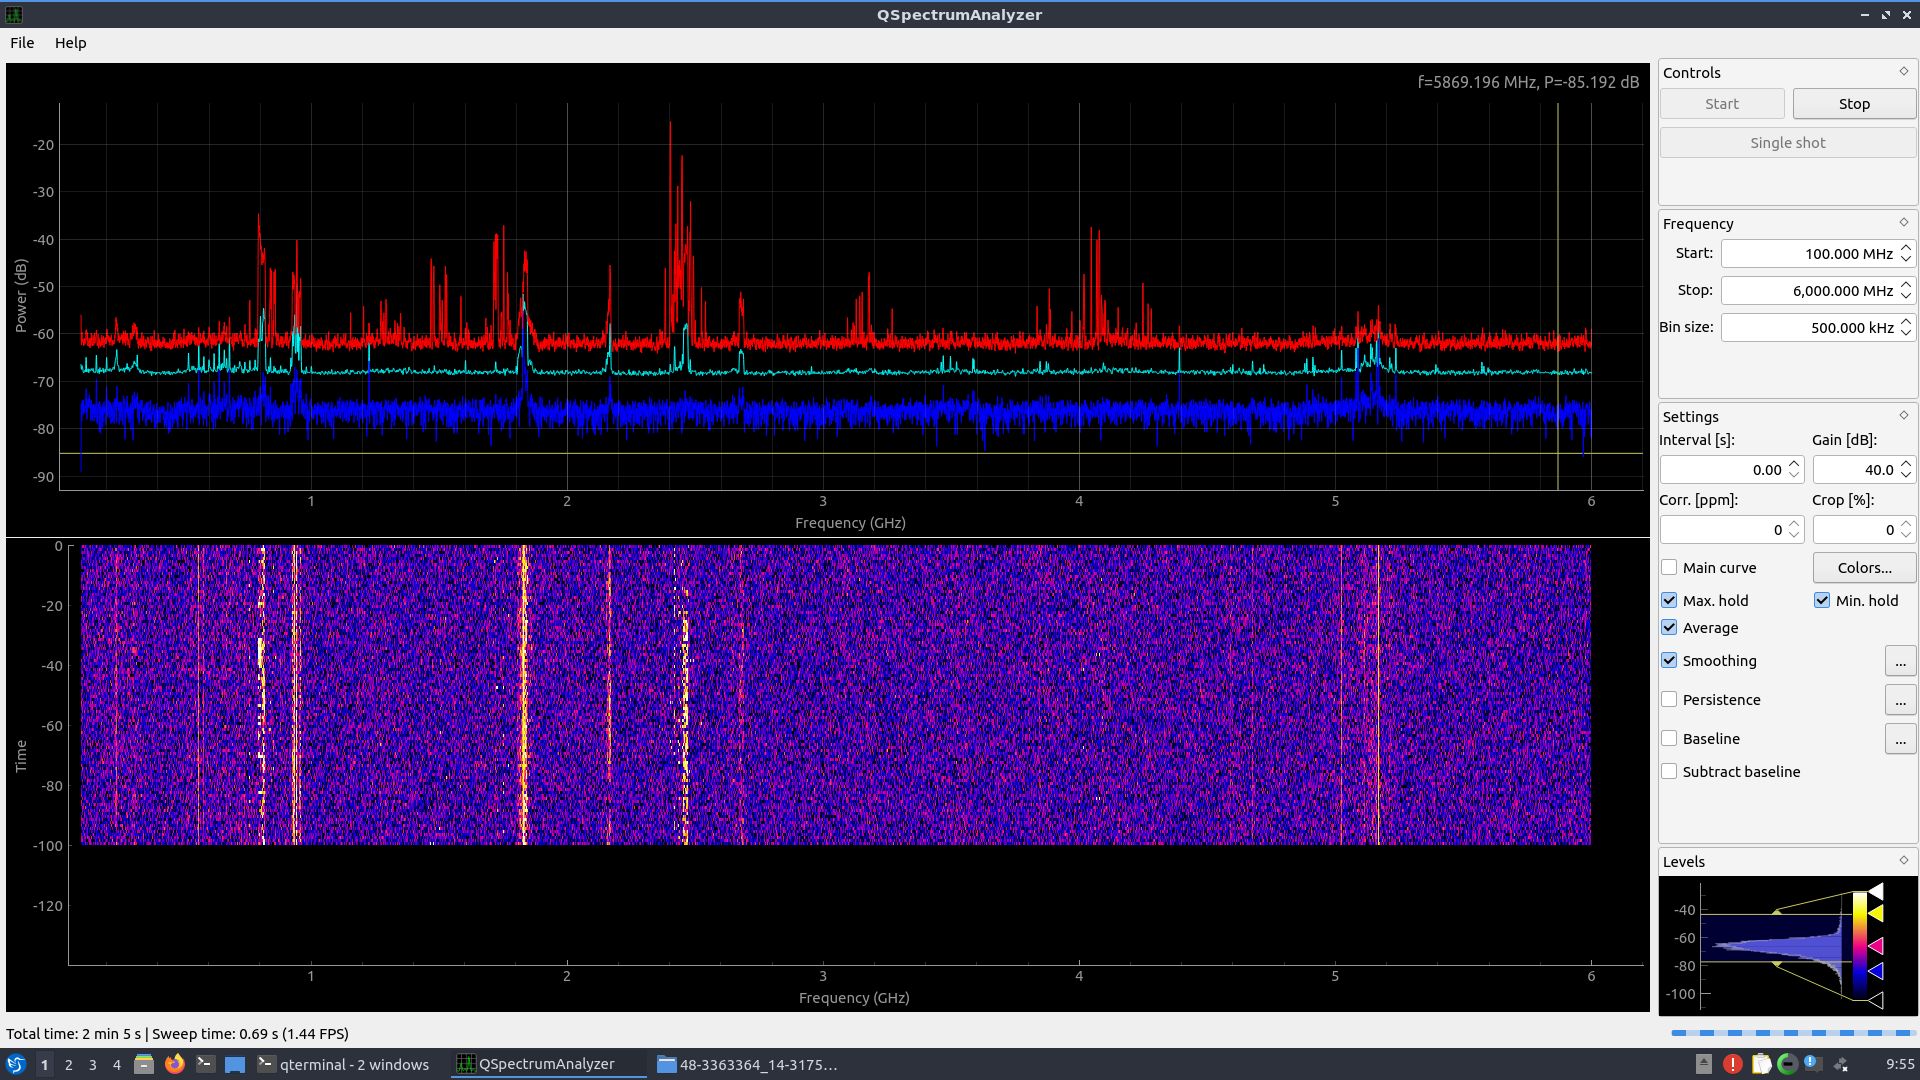 QSpectrumAnalyzer
File Help
f=5869.196 MHz, P=-85.192 dB
-20
-30
-40
-50
-60
-70
-80
-90
Power (dB)
1 2 3 4 5 6
Frequency (GHz)
0
-20
-40
-60
-80
-100
-120
Time
1 2 3 4 5 6
Frequency (GHz)
Controls
Start Stop
Single shot
Frequency
Start: 100.000 MHz
Stop: 6,000.000 MHz
Bin size: 500.000 kHz
Settings
Interval [s]: Gain [dB]:
0.00 40.0
Corr. [ppm]: Crop [%]:
0 0
Main curve Colors...
Max. hold Min. hold
Average
Smoothing ...
Persistence ...
Baseline ...
Subtract baseline
Levels
-40
-60
-80
-100
Total time: 2 min 5 s | Sweep time: 0.69 s (1.44 FPS)
1 2 3 4 qterminal - 2 windows QSpectrumAnalyzer 48-3363364_14-3175... 9:55